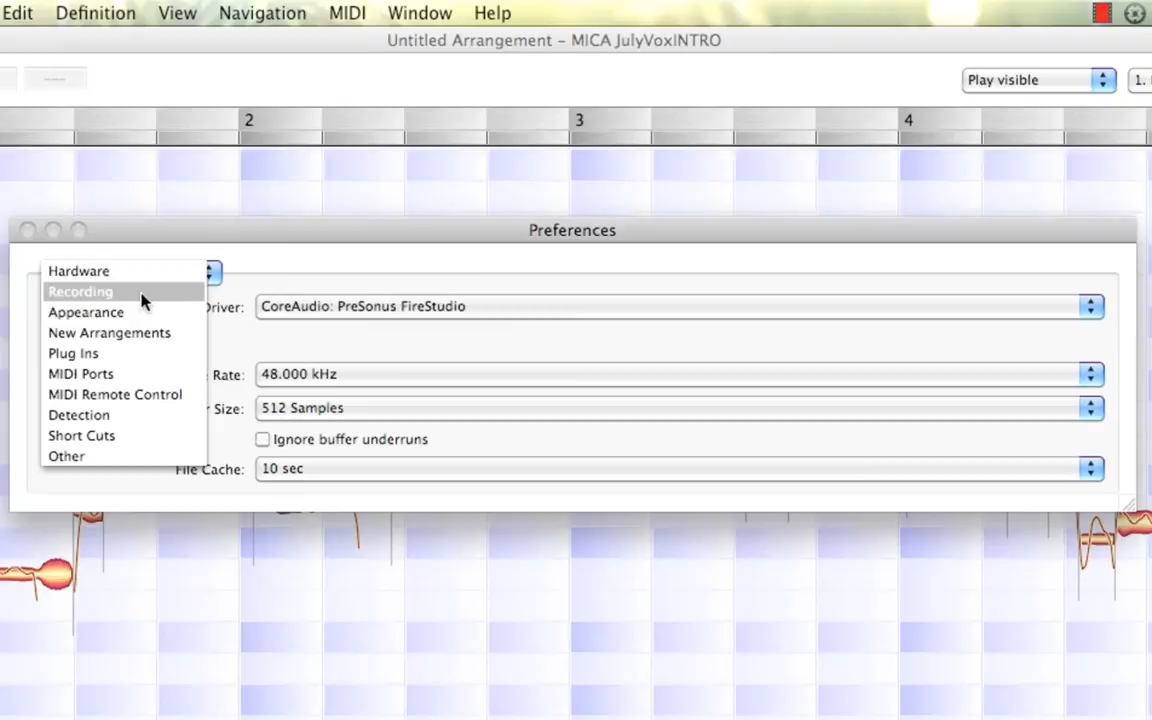 Edit Definition View Navigation MIDI Window Help
Untitled Arrangement – MICA JulyVoxINTRO
Play visible 1.
2 3 4
Preferences
Hardware
Recording
Appearance
New Arrangements
Plug Ins
MIDI Ports
MIDI Remote Control
Detection
Short Cuts
Other
Driver: CoreAudio: PreSonus FireStudio
Rate: 48.000 kHz
Size: 512 Samples
Ignore buffer underruns
File Cache: 10 sec